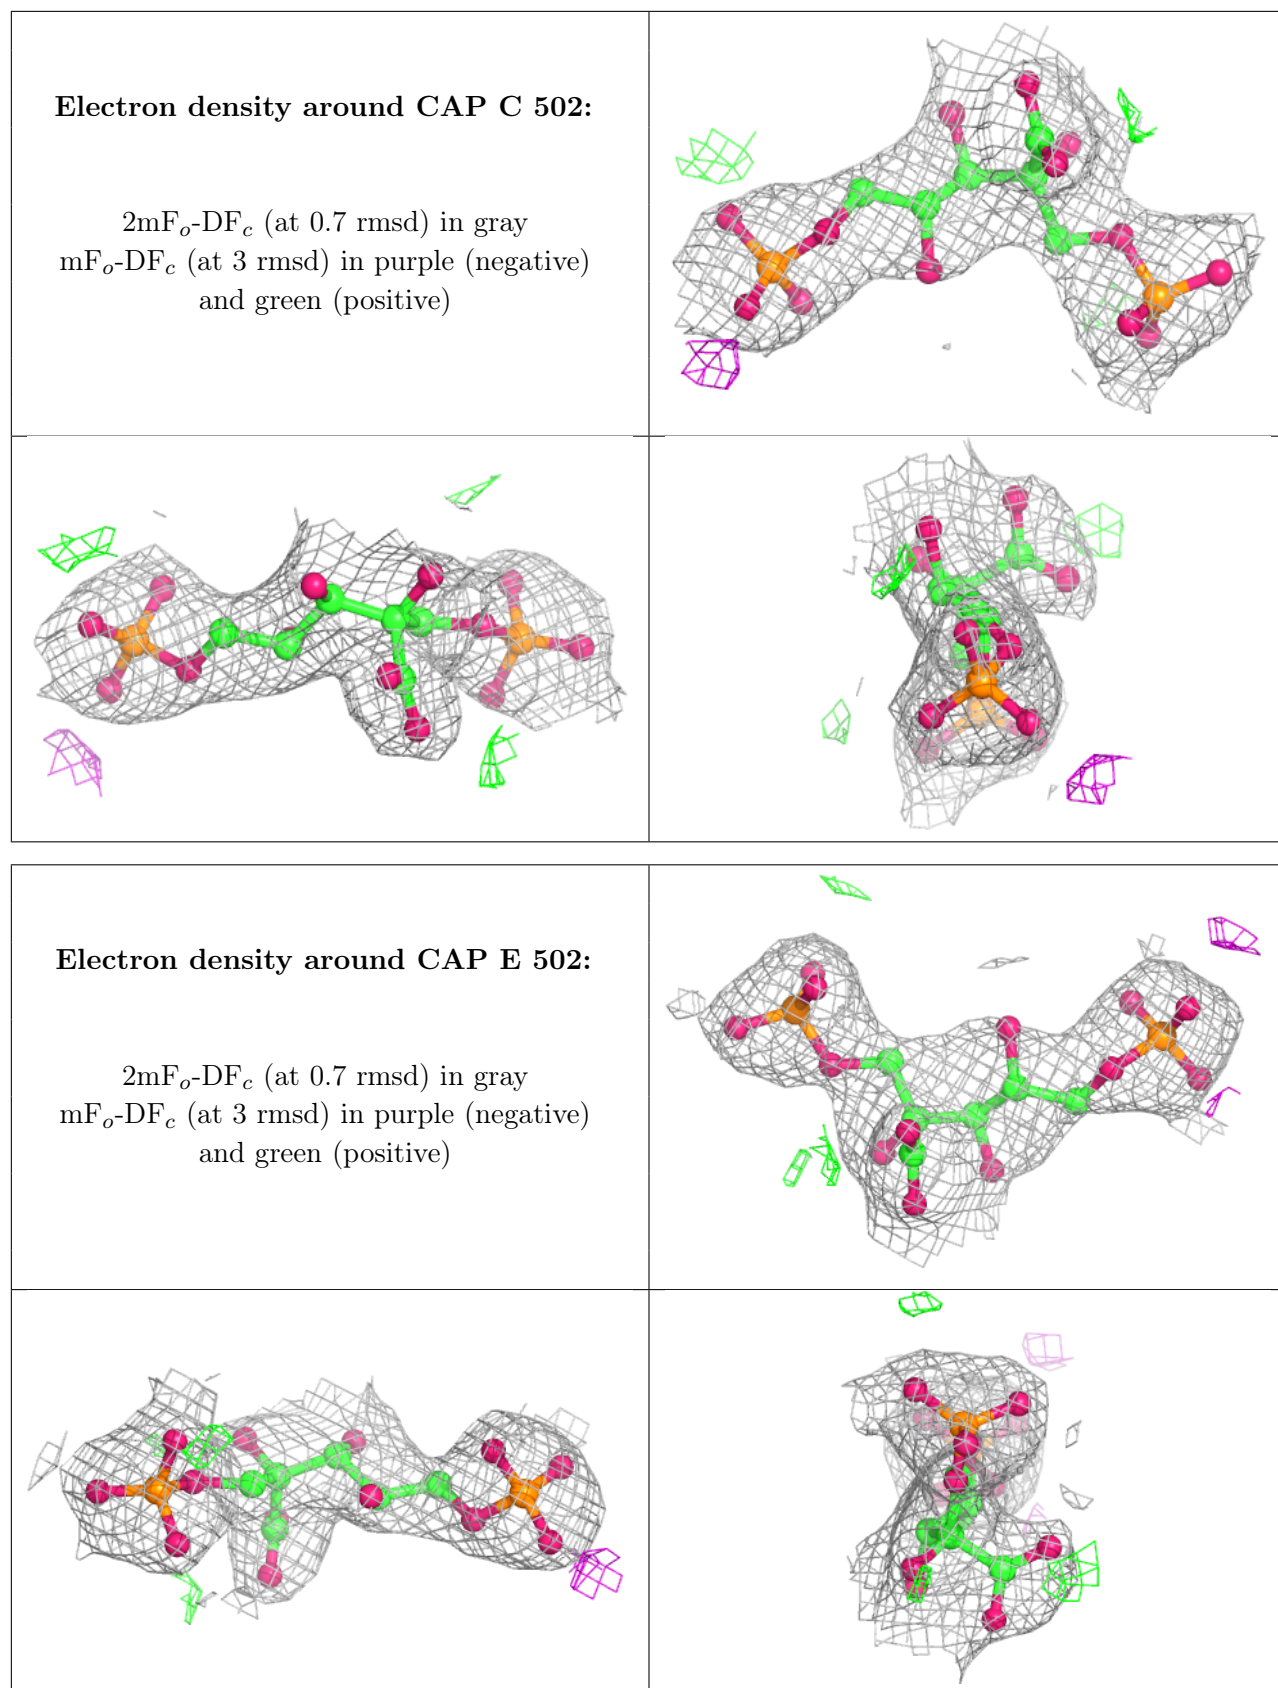 Electron density around CAP C 502:
2mFo-DFc (at 0.7 rmsd) in gray
mFo-DFc (at 3 rmsd) in purple (negative)
and green (positive)
Electron density around CAP E 502:
2mFo-DFc (at 0.7 rmsd) in gray
mFo-DFc (at 3 rmsd) in purple (negative)
and green (positive)